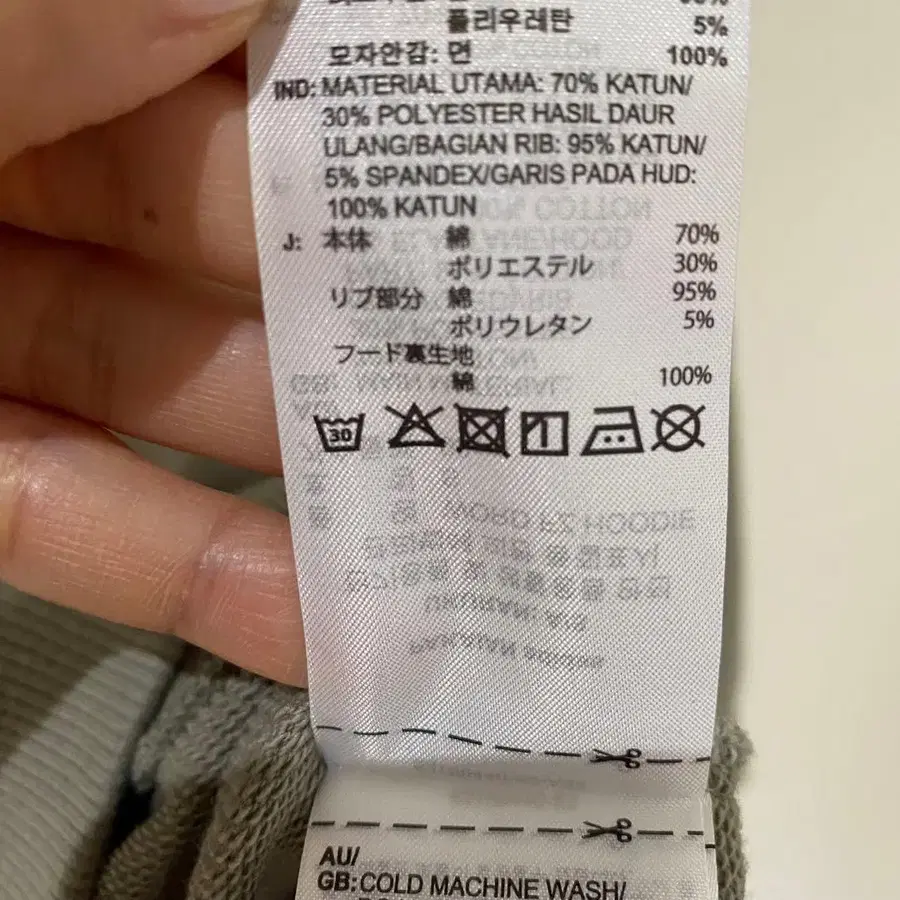 폴리우레탄 5%
모자안감: 면 100%
IND: MATERIAL UTAMA: 70% KATUN/
30% POLYESTER HASIL DAUR
ULANG/BAGIAN RIB: 95% KATUN/
5% SPANDEX/GARIS PADA HUD:
100% KATUN
J: 本体 綿 70%
ポリエステル 30%
リブ部分 綿 95%
ポリウレタン 5%
フード裏生地
綿 100%
30
AU/
GB: COLD MACHINE WASH/